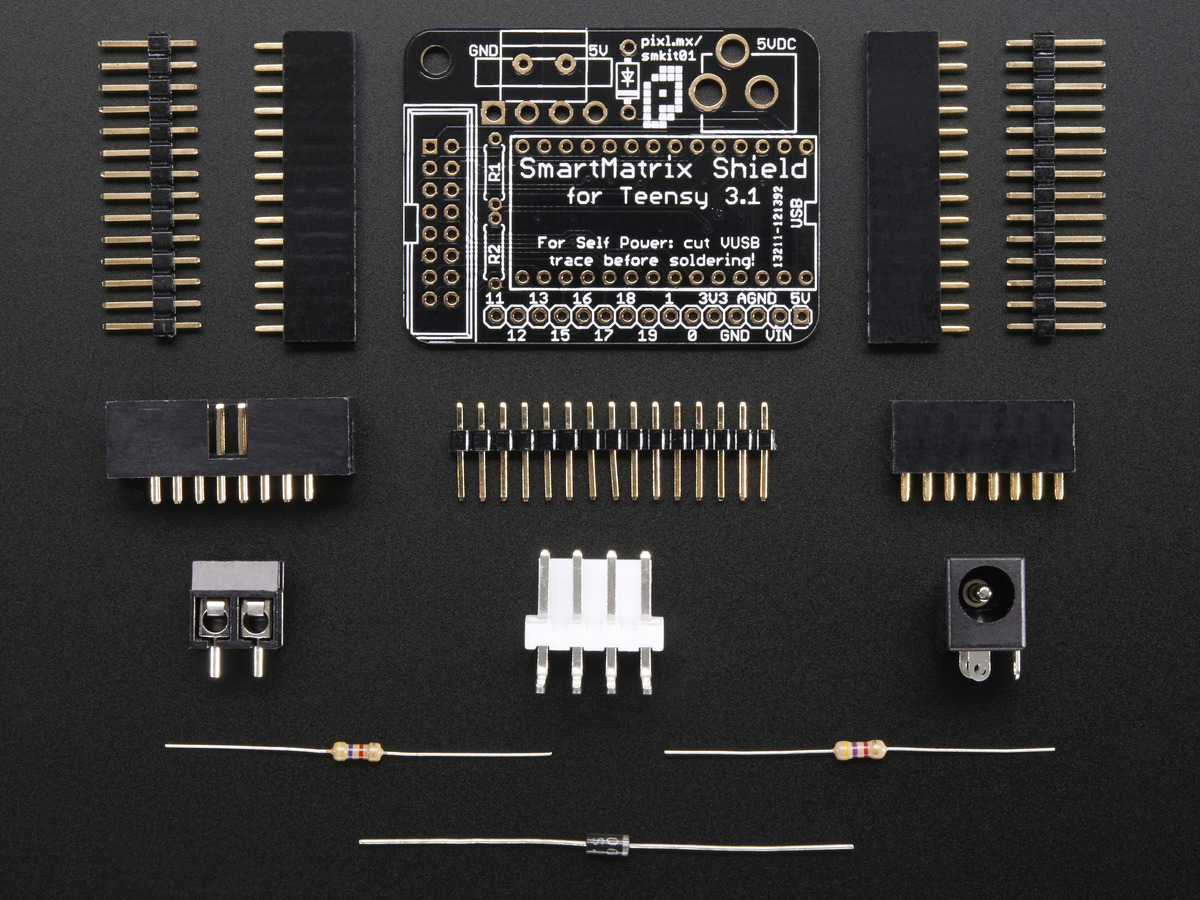 GND 5V
pixl.mx/
smkit01
5VDC
R1
R2
SmartMatrix Shield
for Teensy 3.1
13211-121392
USB
For Self Power: cut VUSB
trace before soldering!
11 13 16 18 1 3V3 AGND 5V
12 15 17 19 0 GND VIN